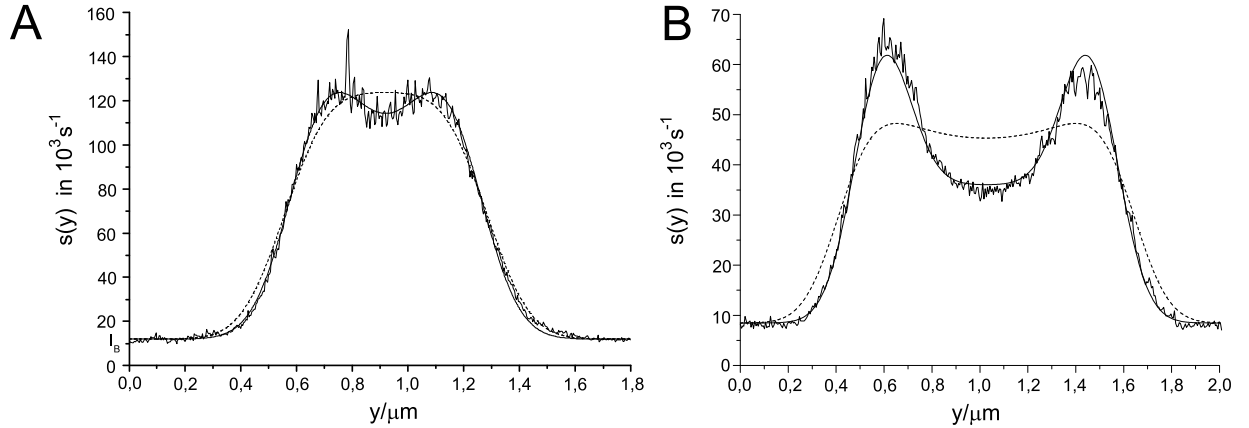 A
160
140
120
100
80
60
40
20
I_B
0
s(y) in 10³s⁻¹
0,0 0,2 0,4 0,6 0,8 1,0 1,2 1,4 1,6 1,8
y/μm
B
70
60
50
40
30
20
10
0
s(y) in 10³s⁻¹
0,0 0,2 0,4 0,6 0,8 1,0 1,2 1,4 1,6 1,8 2,0
y/μm